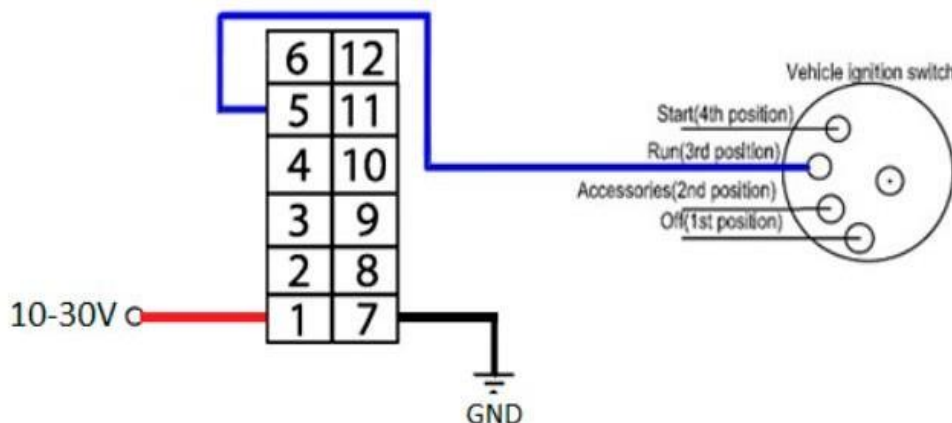 6 12
5 11
4 10
3 9
2 8
1 7
10-30V
GND
Vehicle ignition switch
Start(4th position)
Run(3rd position)
Accessories(2nd position)
Off(1st position)